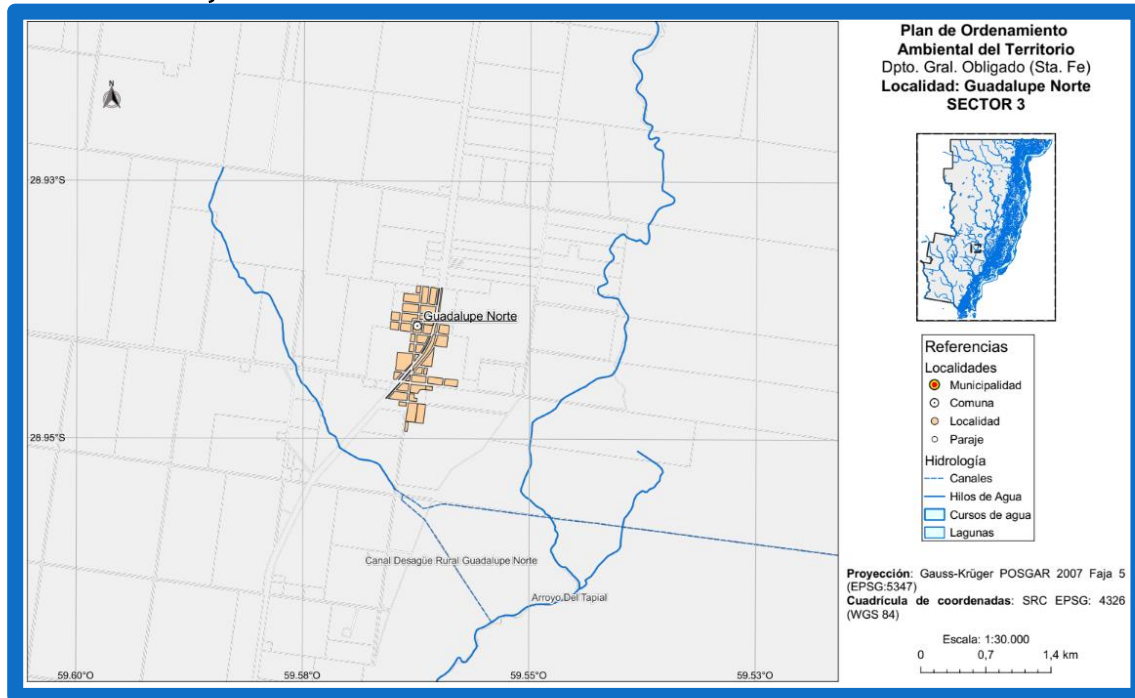 Plan de Ordenamiento
Ambiental del Territorio
Dpto. Gral. Obligado (Sta. Fe)
Localidad: Guadalupe Norte
SECTOR 3
N
28.93°S
Guadalupe Norte
28.95°S
Canal Desagüe Rural Guadalupe Norte
Arroyo Del Tapial
59.60°O
59.58°O
59.55°O
59.53°O
Referencias
Localidades
Municipalidad
Comuna
Localidad
Paraje
Hidrología
Canales
Hilos de Agua
Cursos de agua
Lagunas
Proyección: Gauss-Krüger POSGAR 2007 Faja 5
(EPSG:5347)
Cuadrícula de coordenadas: SRC EPSG: 4326
(WGS 84)
Escala: 1:30.000
0 0,7 1,4 km